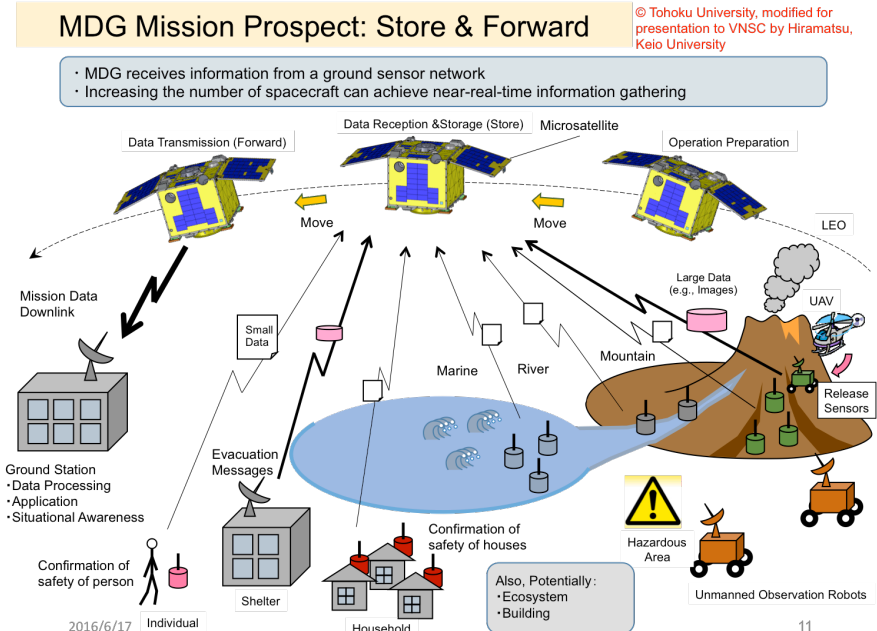 MDG Mission Prospect: Store & Forward
© Tohoku University, modified for
presentation to VNSC by Hiramatsu,
Keio University
・MDG receives information from a ground sensor network
・Increasing the number of spacecraft can achieve near-real-time information gathering
Data Transmission (Forward)
Data Reception &Storage (Store)
Microsatellite
Operation Preparation
Move
Move
LEO
Mission Data
Downlink
Small
Data
Large Data
(e.g., Images)
UAV
Marine
River
Mountain
Release
Sensors
Ground Station
・Data Processing
・Application
・Situational Awareness
Evacuation
Messages
Confirmation of
safety of person
Confirmation of
safety of houses
Hazardous
Area
Also, Potentially:
・Ecosystem
・Building
Unmanned Observation Robots
Shelter
Individual
Household
2016/6/17
11